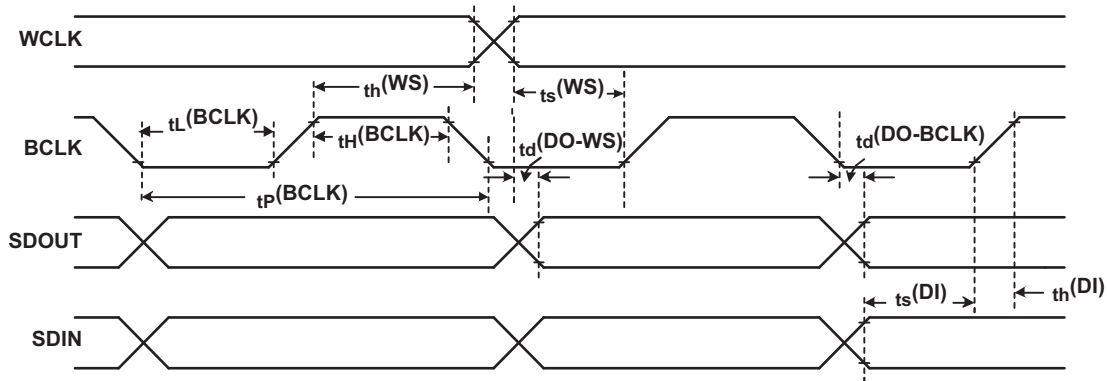 WCLK
th(WS)
ts(WS)
tL(BCLK)
tH(BCLK)
td(DO-WS)
td(DO-BCLK)
BCLK
tP(BCLK)
SDOUT
ts(DI)
th(DI)
SDIN